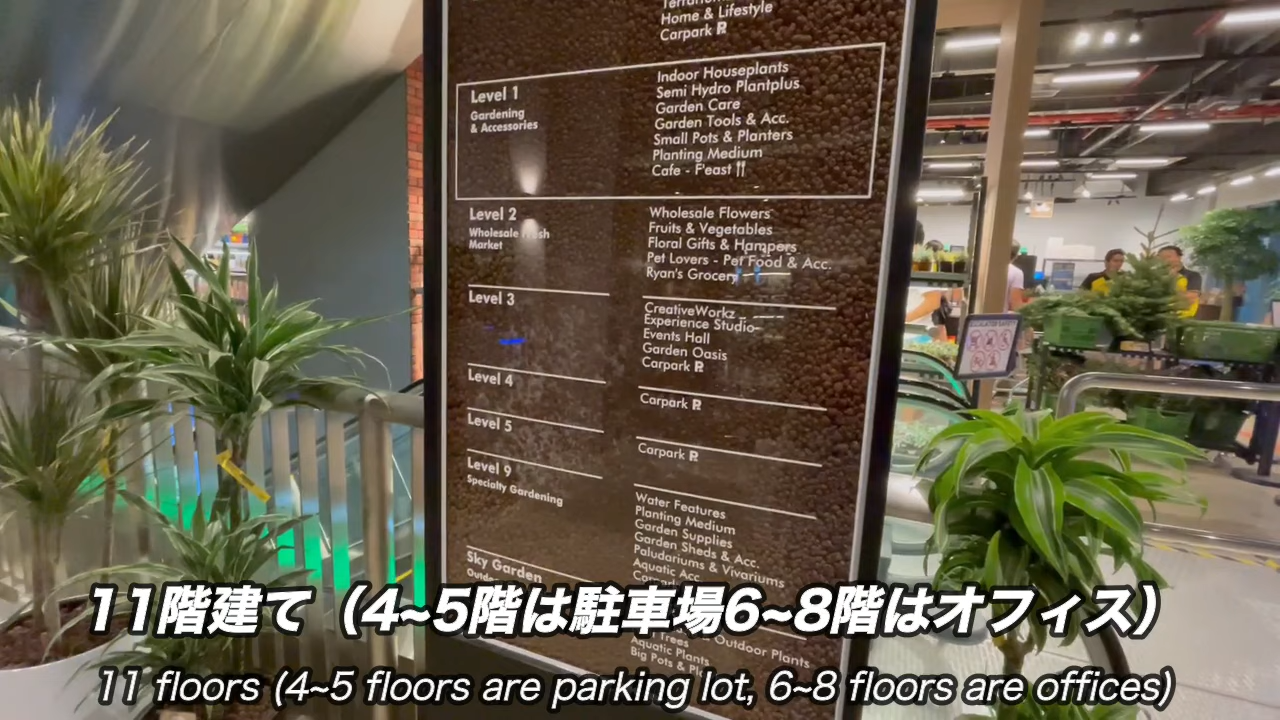 Home & Lifestyle
Carpark P
Level 1
Gardening
& Accessories
Indoor Houseplants
Semi Hydro Plantplus
Garden Care
Garden Tools & Acc.
Small Pots & Planters
Planting Medium
Cafe - F'east
Level 2
Wholesale Fresh
Market
Wholesale Flowers
Fruits & Vegetables
Floral Gifts & Hampers
Pet Lovers - Pet Food & Acc.
Ryan's Grocery
Level 3
CreativeWorkz
Experience Studio
Events Hall
Garden Oasis
Carpark P
Level 4
Carpark P
Level 5
Carpark P
Level 9
Specialty Gardening
Water Features
Planting Medium
Garden Supplies
Garden Sheds & Acc.
Paludariums & Vivariums
Aquatic Acc.
Sky Garden
Outdoor Plants
Trees
Aquatic Plants
Big Pots &
ESCALATOR SAFETY
11階建て（4~5階は駐車場6~8階はオフィス）
11 floors (4~5 floors are parking lot, 6~8 floors are offices)